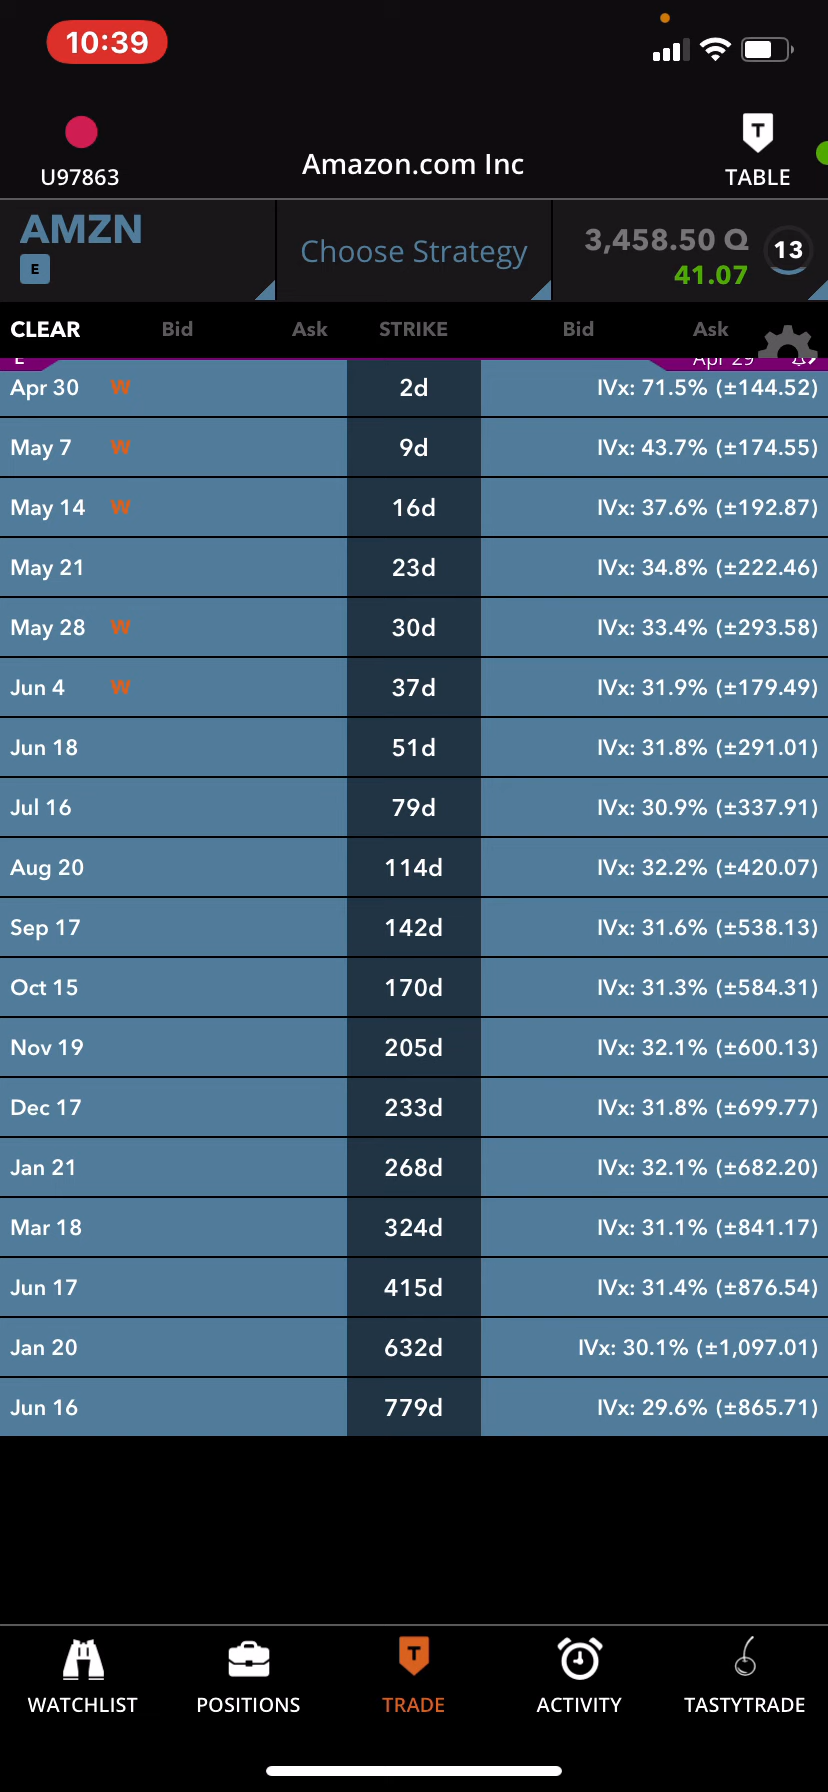 10:39
U97863
Amazon.com Inc
T
TABLE
AMZN
E
Choose Strategy
3,458.50 Q
41.07
13
CLEAR Bid Ask STRIKE Bid Ask
E Apr 29
Apr 30 W 2d IVx: 71.5% (±144.52)
May 7 W 9d IVx: 43.7% (±174.55)
May 14 W 16d IVx: 37.6% (±192.87)
May 21 23d IVx: 34.8% (±222.46)
May 28 W 30d IVx: 33.4% (±293.58)
Jun 4 W 37d IVx: 31.9% (±179.49)
Jun 18 51d IVx: 31.8% (±291.01)
Jul 16 79d IVx: 30.9% (±337.91)
Aug 20 114d IVx: 32.2% (±420.07)
Sep 17 142d IVx: 31.6% (±538.13)
Oct 15 170d IVx: 31.3% (±584.31)
Nov 19 205d IVx: 32.1% (±600.13)
Dec 17 233d IVx: 31.8% (±699.77)
Jan 21 268d IVx: 32.1% (±682.20)
Mar 18 324d IVx: 31.1% (±841.17)
Jun 17 415d IVx: 31.4% (±876.54)
Jan 20 632d IVx: 30.1% (±1,097.01)
Jun 16 779d IVx: 29.6% (±865.71)
T
WATCHLIST POSITIONS TRADE ACTIVITY TASTYTRADE